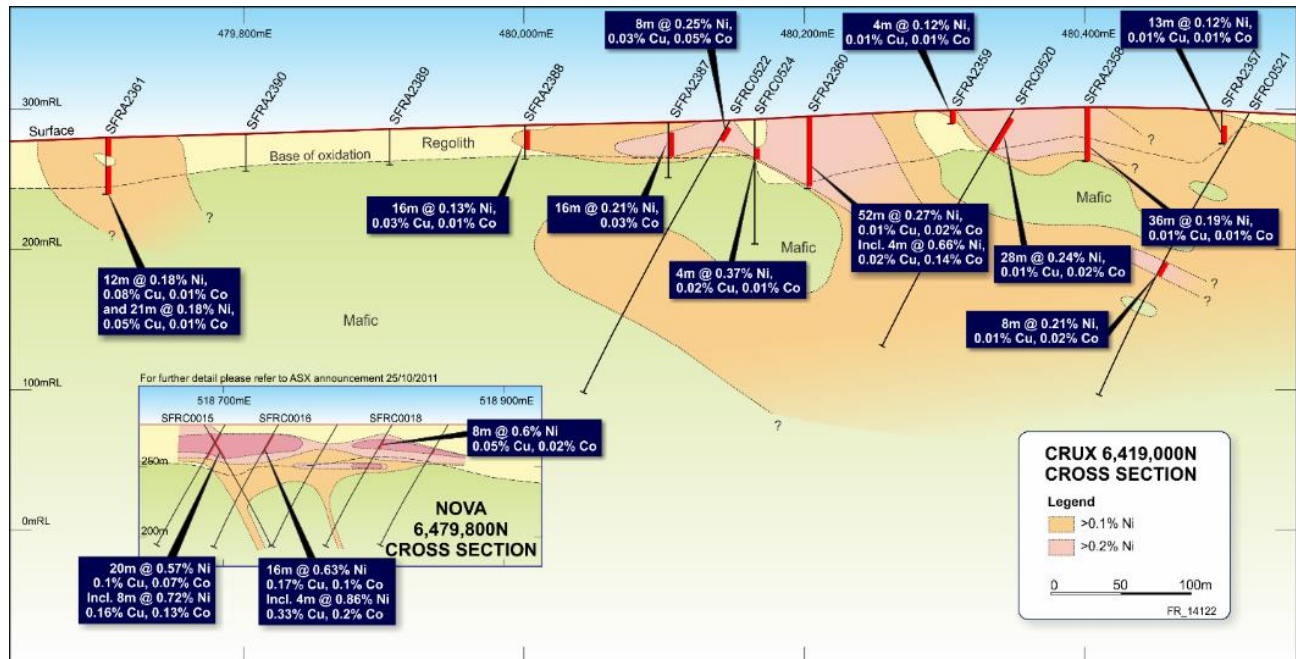 479,800mE
480,000mE
480,200mE
480,400mE
8m @ 0.25% Ni,
0.03% Cu, 0.05% Co
4m @ 0.12% Ni,
0.01% Cu, 0.01% Co
13m @ 0.12% Ni,
0.01% Cu, 0.01% Co
SFRA2361
SFRA2390
SFRA2389
SFRA2388
SFRA2387
SFRC0522
SFRC0524
SFRA2360
SFRA2359
SFRC0520
SFRA2358
SFRA2357
SFRC0521
300mRL
Surface
Base of oxidation
Regolith
?
?
?
?
16m @ 0.13% Ni,
0.03% Cu, 0.01% Co
16m @ 0.21% Ni,
0.03% Co
4m @ 0.37% Ni,
0.02% Cu, 0.01% Co
Mafic
52m @ 0.27% Ni,
0.01% Cu, 0.02% Co
Incl. 4m @ 0.66% Ni,
0.02% Cu, 0.14% Co
28m @ 0.24% Ni,
0.01% Cu, 0.02% Co
Mafic
36m @ 0.19% Ni,
0.01% Cu, 0.01% Co
200mRL
12m @ 0.18% Ni,
0.08% Cu, 0.01% Co
and 21m @ 0.18% Ni,
0.05% Cu, 0.01% Co
Mafic
8m @ 0.21% Ni,
0.01% Cu, 0.02% Co
?
?
?
100mRL
For further detail please refer to ASX announcement 25/10/2011
518 700mE
518 900mE
SFRC0015
SFRC0016
SFRC0018
8m @ 0.6% Ni
0.05% Cu, 0.02% Co
250m
200m
NOVA
6,479,800N
CROSS SECTION
20m @ 0.57% Ni
0.1% Cu, 0.07% Co
Incl. 8m @ 0.72% Ni
0.16% Cu, 0.13% Co
16m @ 0.63% Ni
0.17% Cu, 0.1% Co
Incl. 4m @ 0.86% Ni
0.33% Cu, 0.2% Co
0mRL
CRUX 6,419,000N
CROSS SECTION
Legend
>0.1% Ni
>0.2% Ni
0 50 100m
FR_14122